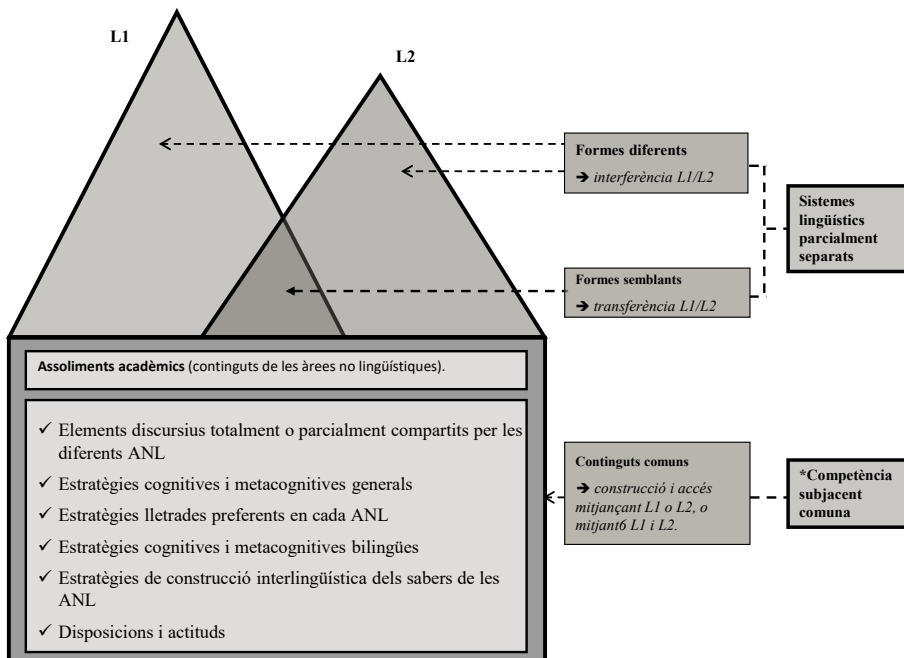 L1
L2
Formes diferents
➔ interferència L1/L2
Sistemes
lingüístics
parcialment
separats
Formes semblants
➔ transferència L1/L2
Assoliments acadèmics (continguts de les àrees no lingüístiques).
✓ Elements discursius totalment o parcialment compartits per les
diferents ANL
✓ Estratègies cognitives i metacognitives generals
✓ Estratègies lletrades preferents en cada ANL
✓ Estratègies cognitives i metacognitives bilingües
✓ Estratègies de construcció interlingüística dels sabers de les
ANL
✓ Disposicions i actituds
Continguts comuns
➔ construcció i accés
mitjançant L1 o L2, o
mitjant6 L1 i L2.
*Competència
subjacent
comuna